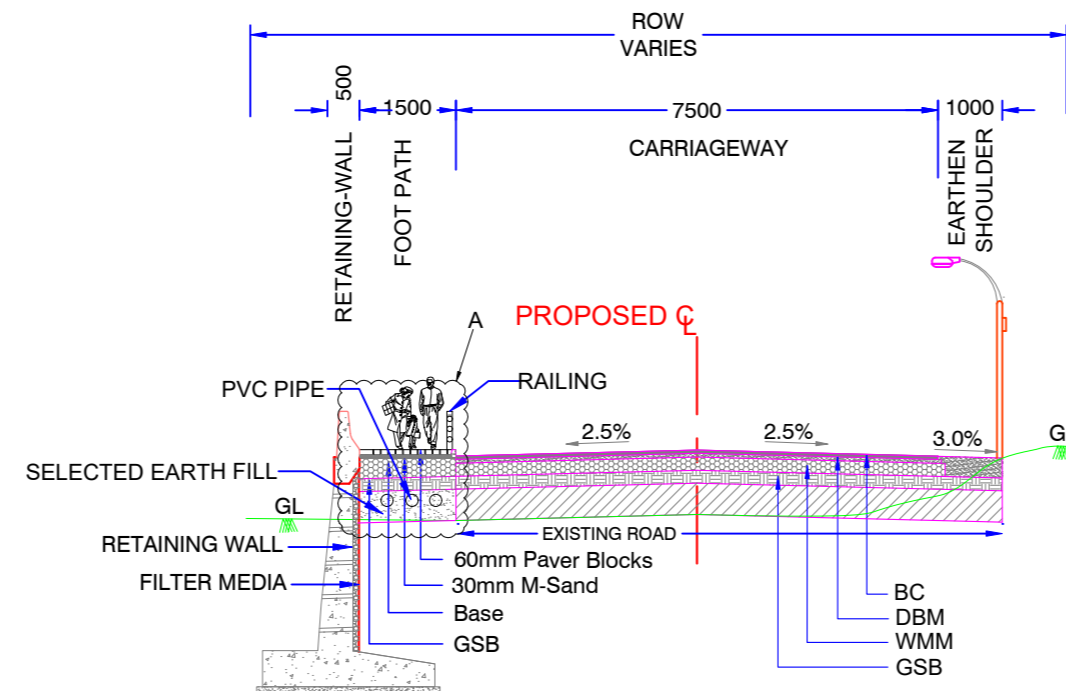 ROW
VARIES
500
1500
7500
1000
RETAINING-WALL
FOOT PATH
CARRIAGEWAY
EARTHEN
SHOULDER
A
PROPOSED ℄
PVC PIPE
RAILING
2.5%
2.5%
3.0%
G
SELECTED EARTH FILL
GL
EXISTING ROAD
RETAINING WALL
60mm Paver Blocks
FILTER MEDIA
30mm M-Sand
BC
Base
DBM
GSB
WMM
GSB